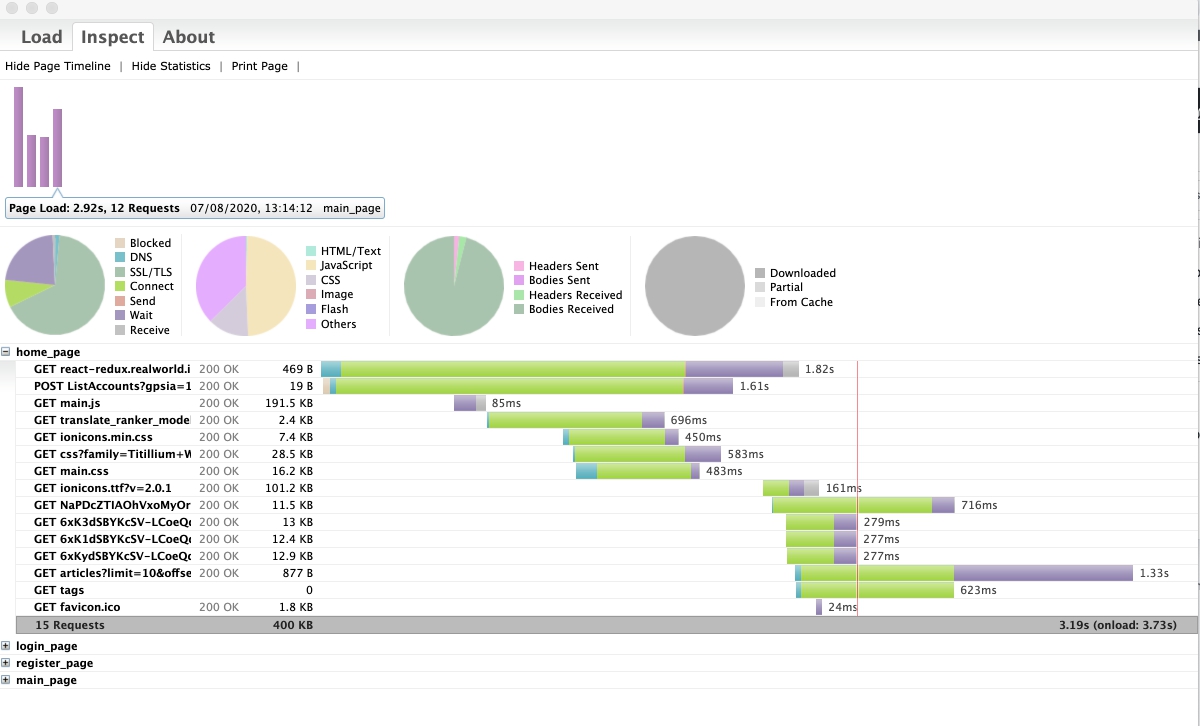 Load Inspect About
Hide Page Timeline | Hide Statistics | Print Page |
Page Load: 2.92s, 12 Requests 07/08/2020, 13:14:12 main_page
Blocked
DNS
SSL/TLS
Connect
Send
Wait
Receive
HTML/Text
JavaScript
CSS
Image
Flash
Others
Headers Sent
Bodies Sent
Headers Received
Bodies Received
Downloaded
Partial
From Cache
home_page
GET react-redux.realworld.i 200 OK 469 B 1.82s
POST ListAccounts?gpsia=1 200 OK 19 B 1.61s
GET main.js 200 OK 191.5 KB 85ms
GET translate_ranker_mode 200 OK 2.4 KB 696ms
GET ionicons.min.css 200 OK 7.4 KB 450ms
GET css?family=Titillium+W 200 OK 28.5 KB 583ms
GET main.css 200 OK 16.2 KB 483ms
GET ionicons.ttf?v=2.0.1 200 OK 101.2 KB 161ms
GET NaPDcZTIAOhVxoMyOr 200 OK 11.5 KB 716ms
GET 6xK3dSBYKcSV-LCoeQc 200 OK 13 KB 279ms
GET 6xK1dSBYKcSV-LCoeQc 200 OK 12.4 KB 277ms
GET 6xKydSBYKcSV-LCoeQc 200 OK 12.9 KB 277ms
GET articles?limit=10&offse 200 OK 877 B 1.33s
GET tags 0 623ms
GET favicon.ico 200 OK 1.8 KB 24ms
15 Requests 400 KB 3.19s (onload: 3.73s)
login_page
register_page
main_page